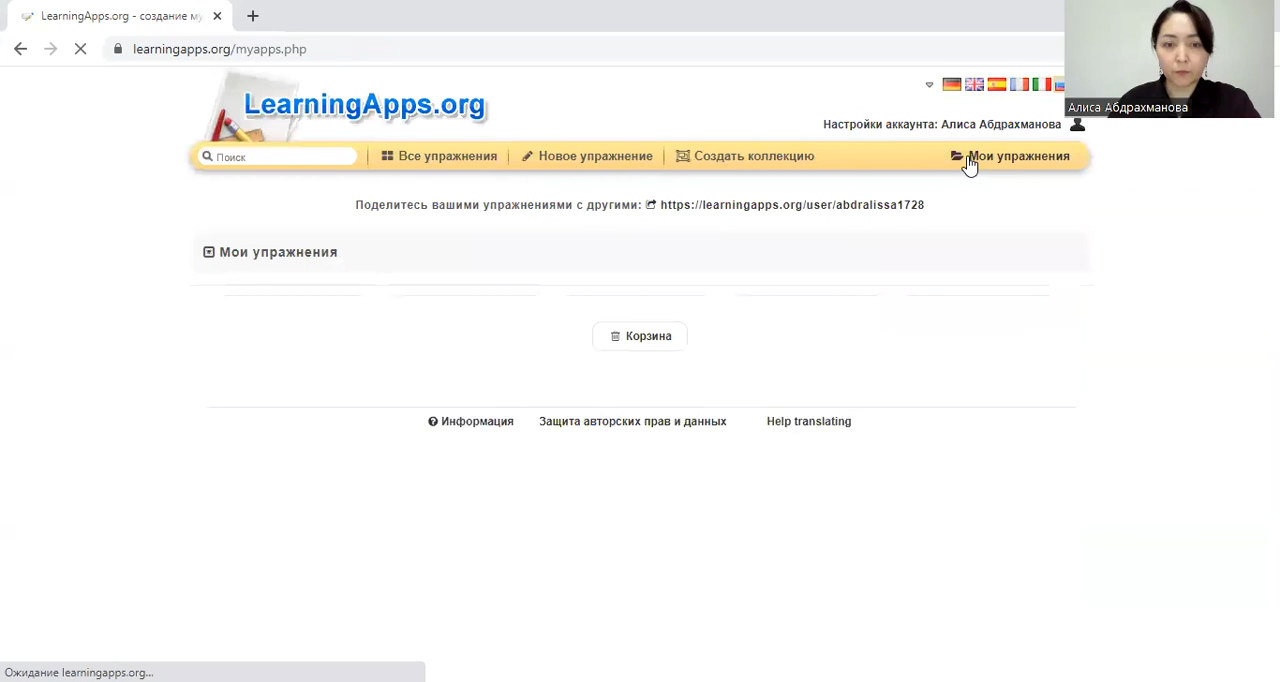 LearningApps.org - создание му
learningapps.org/myapps.php
Алиса Абдрахманова
LearningApps.org
Настройки аккаунта: Алиса Абдрахманова
Поиск
Все упражнения
Новое упражнение
Создать коллекцию
Мои упражнения
Поделитесь вашими упражнениями с другими: https://learningapps.org/user/abdralissa1728
Мои упражнения
Корзина
Информация
Защита авторских прав и данных
Help translating
Ожидание learningapps.org...